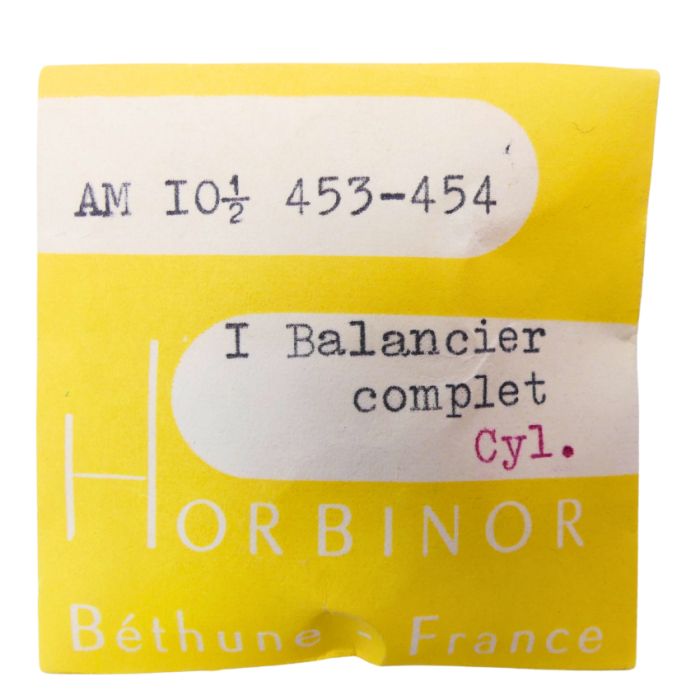 AM IO½ 453-454
I Balancier
complet
Cyl.
HORBINOR
Béthune - France